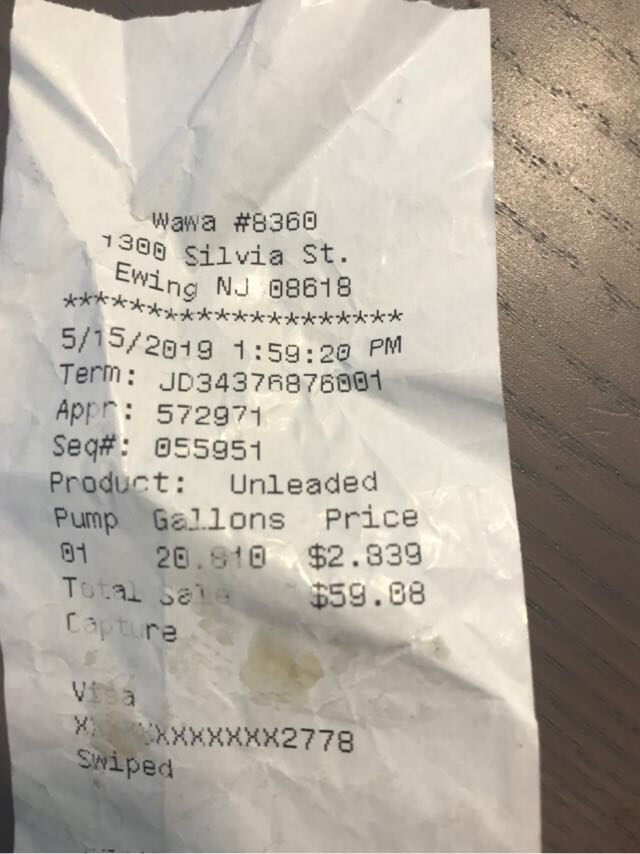 Wawa #8360
1300 Silvia St.
Ewing NJ 08618
********************
5/15/2019 1:59:20 PM
Term: JD34376876001
Appr: 572971
Seq#: 055951
Product: Unleaded
Pump Gallons Price
01 20.810 $2.839
Total Sale $59.08
Capture
Visa
XXXXXXXXXXXX2778
Swiped